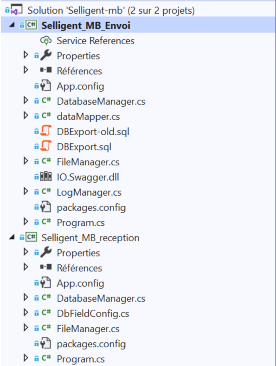 Solution 'Selligent-mb' (2 sur 2 projets)
Selligent_MB_Envoi
Service References
Properties
Références
App.config
DatabaseManager.cs
dataMapper.cs
DBExport-old.sql
DBExport.sql
FileManager.cs
IO.Swagger.dll
LogManager.cs
packages.config
Program.cs
Selligent_MB_reception
Properties
Références
App.config
DatabaseManager.cs
DbFieldConfig.cs
FileManager.cs
packages.config
Program.cs